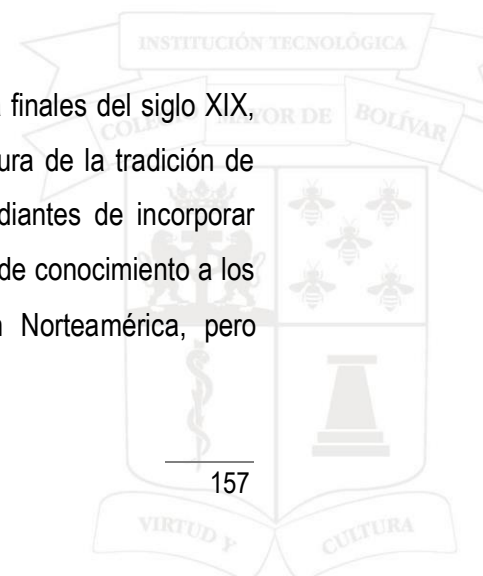 INSTITUCIÓN TECNOLÓGICA
COLEGIO MAYOR DE BOLÍVAR
finales del siglo XIX,
ura de la tradición de
diantes de incorporar
de conocimiento a los
Norteamérica, pero
157
VIRTUD Y CULTURA